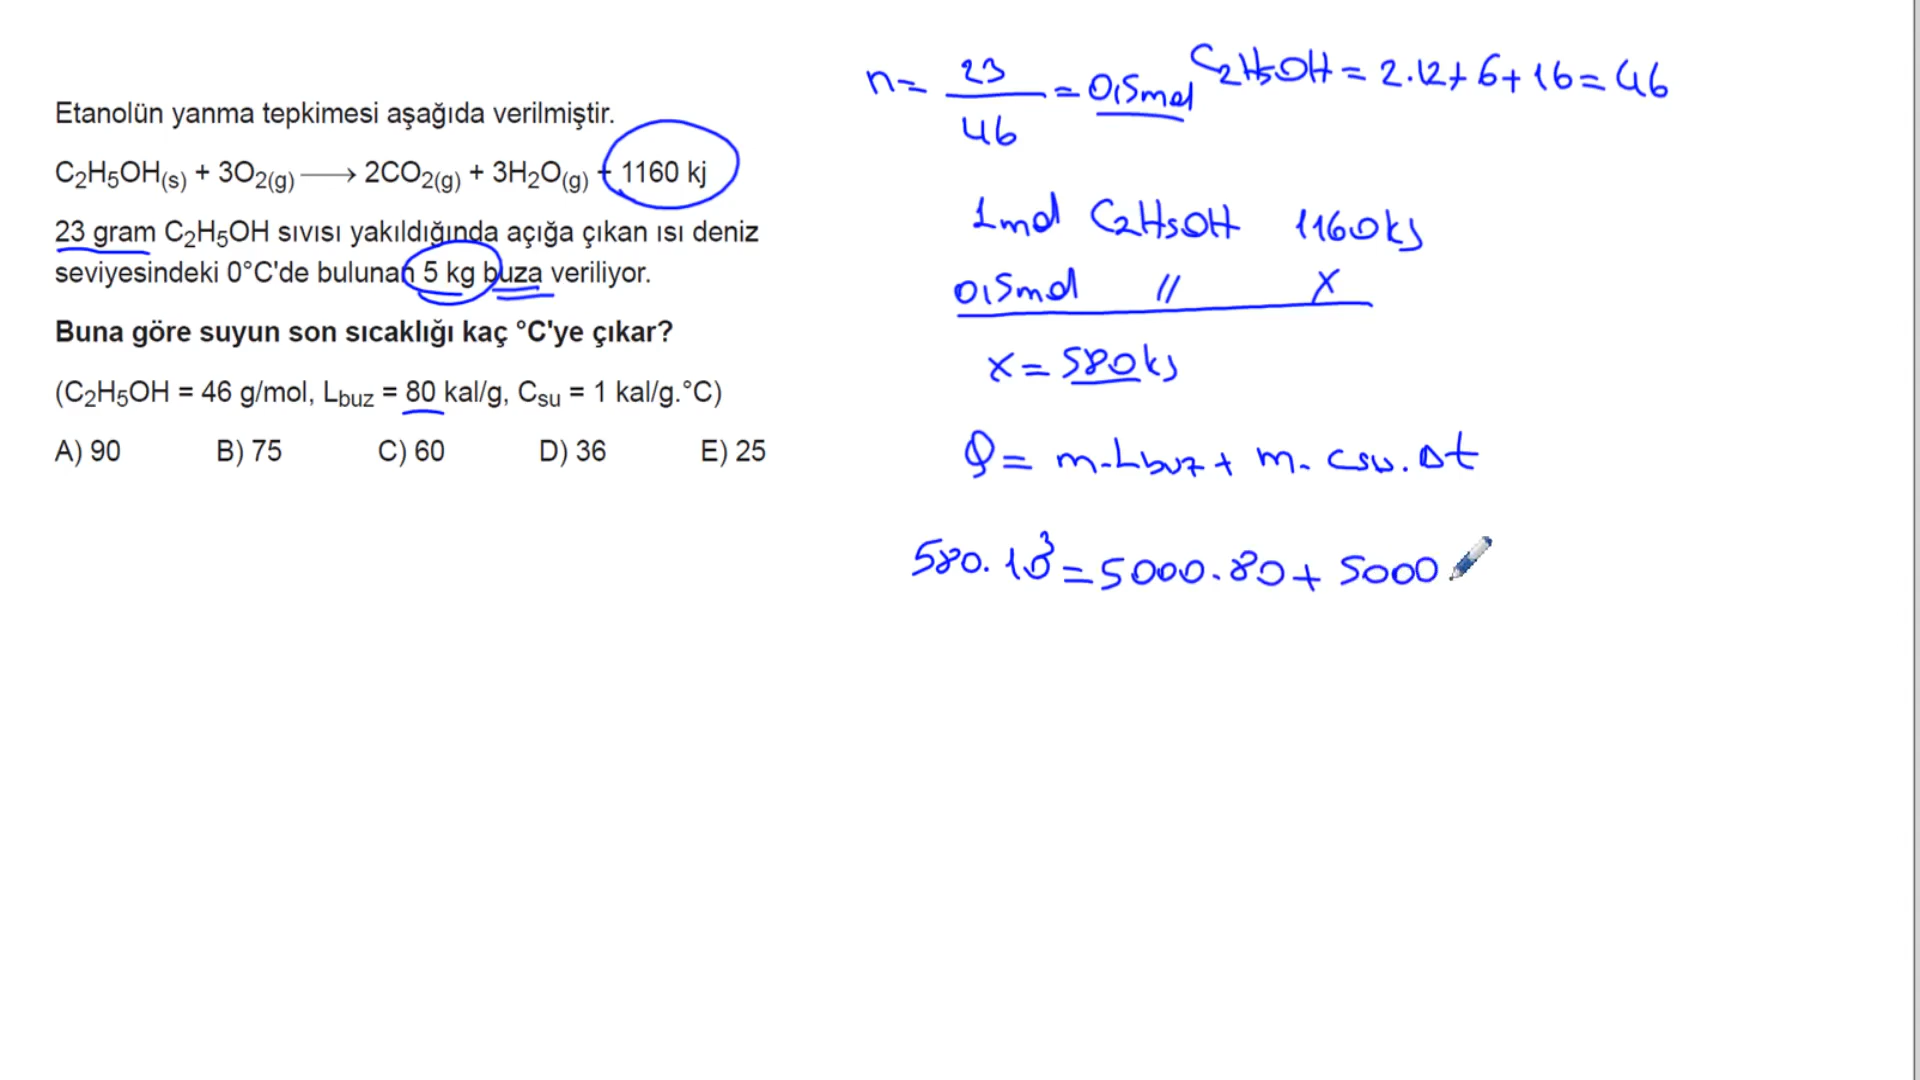 Etanolün yanma tepkimesi aşağıda verilmiştir.
C₂H₅OH(s) + 3O₂(g) ⟶ 2CO₂(g) + 3H₂O(g) + 1160 kj
23 gram C₂H₅OH sıvısı yakıldığında açığa çıkan ısı deniz
seviyesindeki 0°C'de bulunan 5 kg buza veriliyor.
Buna göre suyun son sıcaklığı kaç °C'ye çıkar?
(C₂H₅OH = 46 g/mol, Lbuz = 80 kal/g, Csu = 1 kal/g.°C)
A) 90 B) 75 C) 60 D) 36 E) 25
n = 23/46 = 0,5mol C₂H₅OH = 2.12 + 6 + 16 = 46
1mol C₂H₅OH 1160kj
0,5mol // x
x = 580kj
Q = m.Lbuz + m.csu.Δt
580.10³ = 5000.80 + 5000